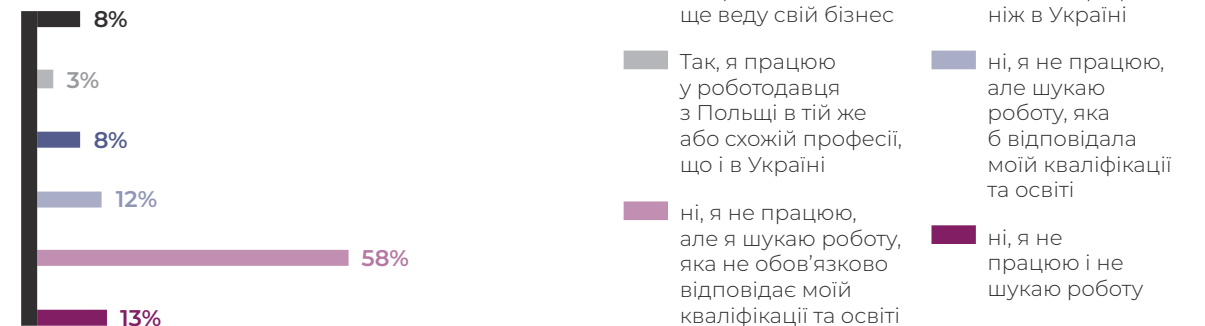 8%
3%
8%
12%
58%
13%
ще веду свій бізнес
Так, я працюю
у роботодавця
з Польщі в тій же
або схожій професії,
що і в Україні
ні, я не працюю,
але я шукаю роботу,
яка не обов’язково
відповідає моїй
кваліфікації та освіті
ніж в Україні
ні, я не працюю,
але шукаю
роботу, яка
б відповідала
моїй кваліфікації
та освіті
ні, я не
працюю і не
шукаю роботу